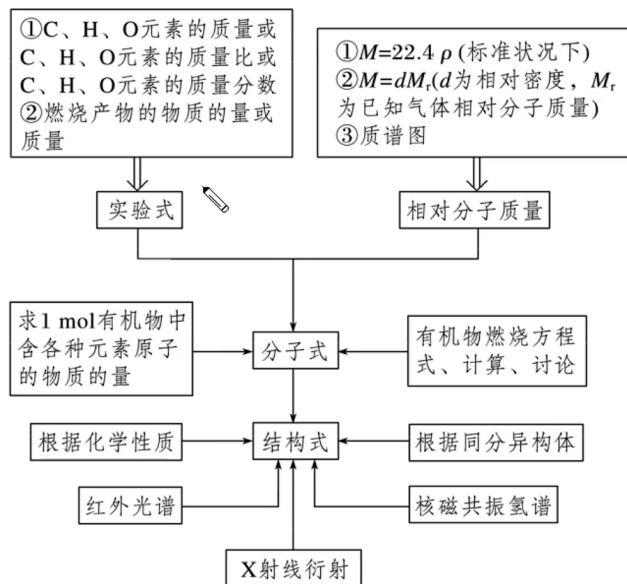 ①C、H、O元素的质量或
C、H、O元素的质量比或
C、H、O元素的质量分数
②燃烧产物的物质的量或
质量
①M=22.4 ρ (标准状况下)
②M=dMr(d为相对密度，Mr
为已知气体相对分子质量)
③质谱图
实验式
相对分子质量
求1 mol有机物中
含各种元素原子
的物质的量
分子式
有机物燃烧方程
式、计算、讨论
根据化学性质
结构式
根据同分异构体
红外光谱
核磁共振氢谱
X射线衍射